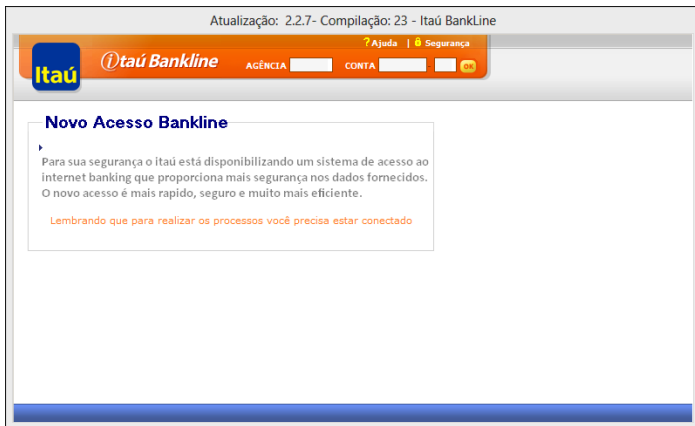 Atualização: 2.2.7- Compilação: 23 - Itaú BankLine
?Ajuda | Segurança
Itaú
itaú Bankline
AGÊNCIA
CONTA
-
OK
Novo Acesso Bankline
Para sua segurança o itaú está disponibilizando um sistema de acesso ao
internet banking que proporciona mais segurança nos dados fornecidos.
O novo acesso é mais rapido, seguro e muito mais eficiente.
Lembrando que para realizar os processos você precisa estar conectado